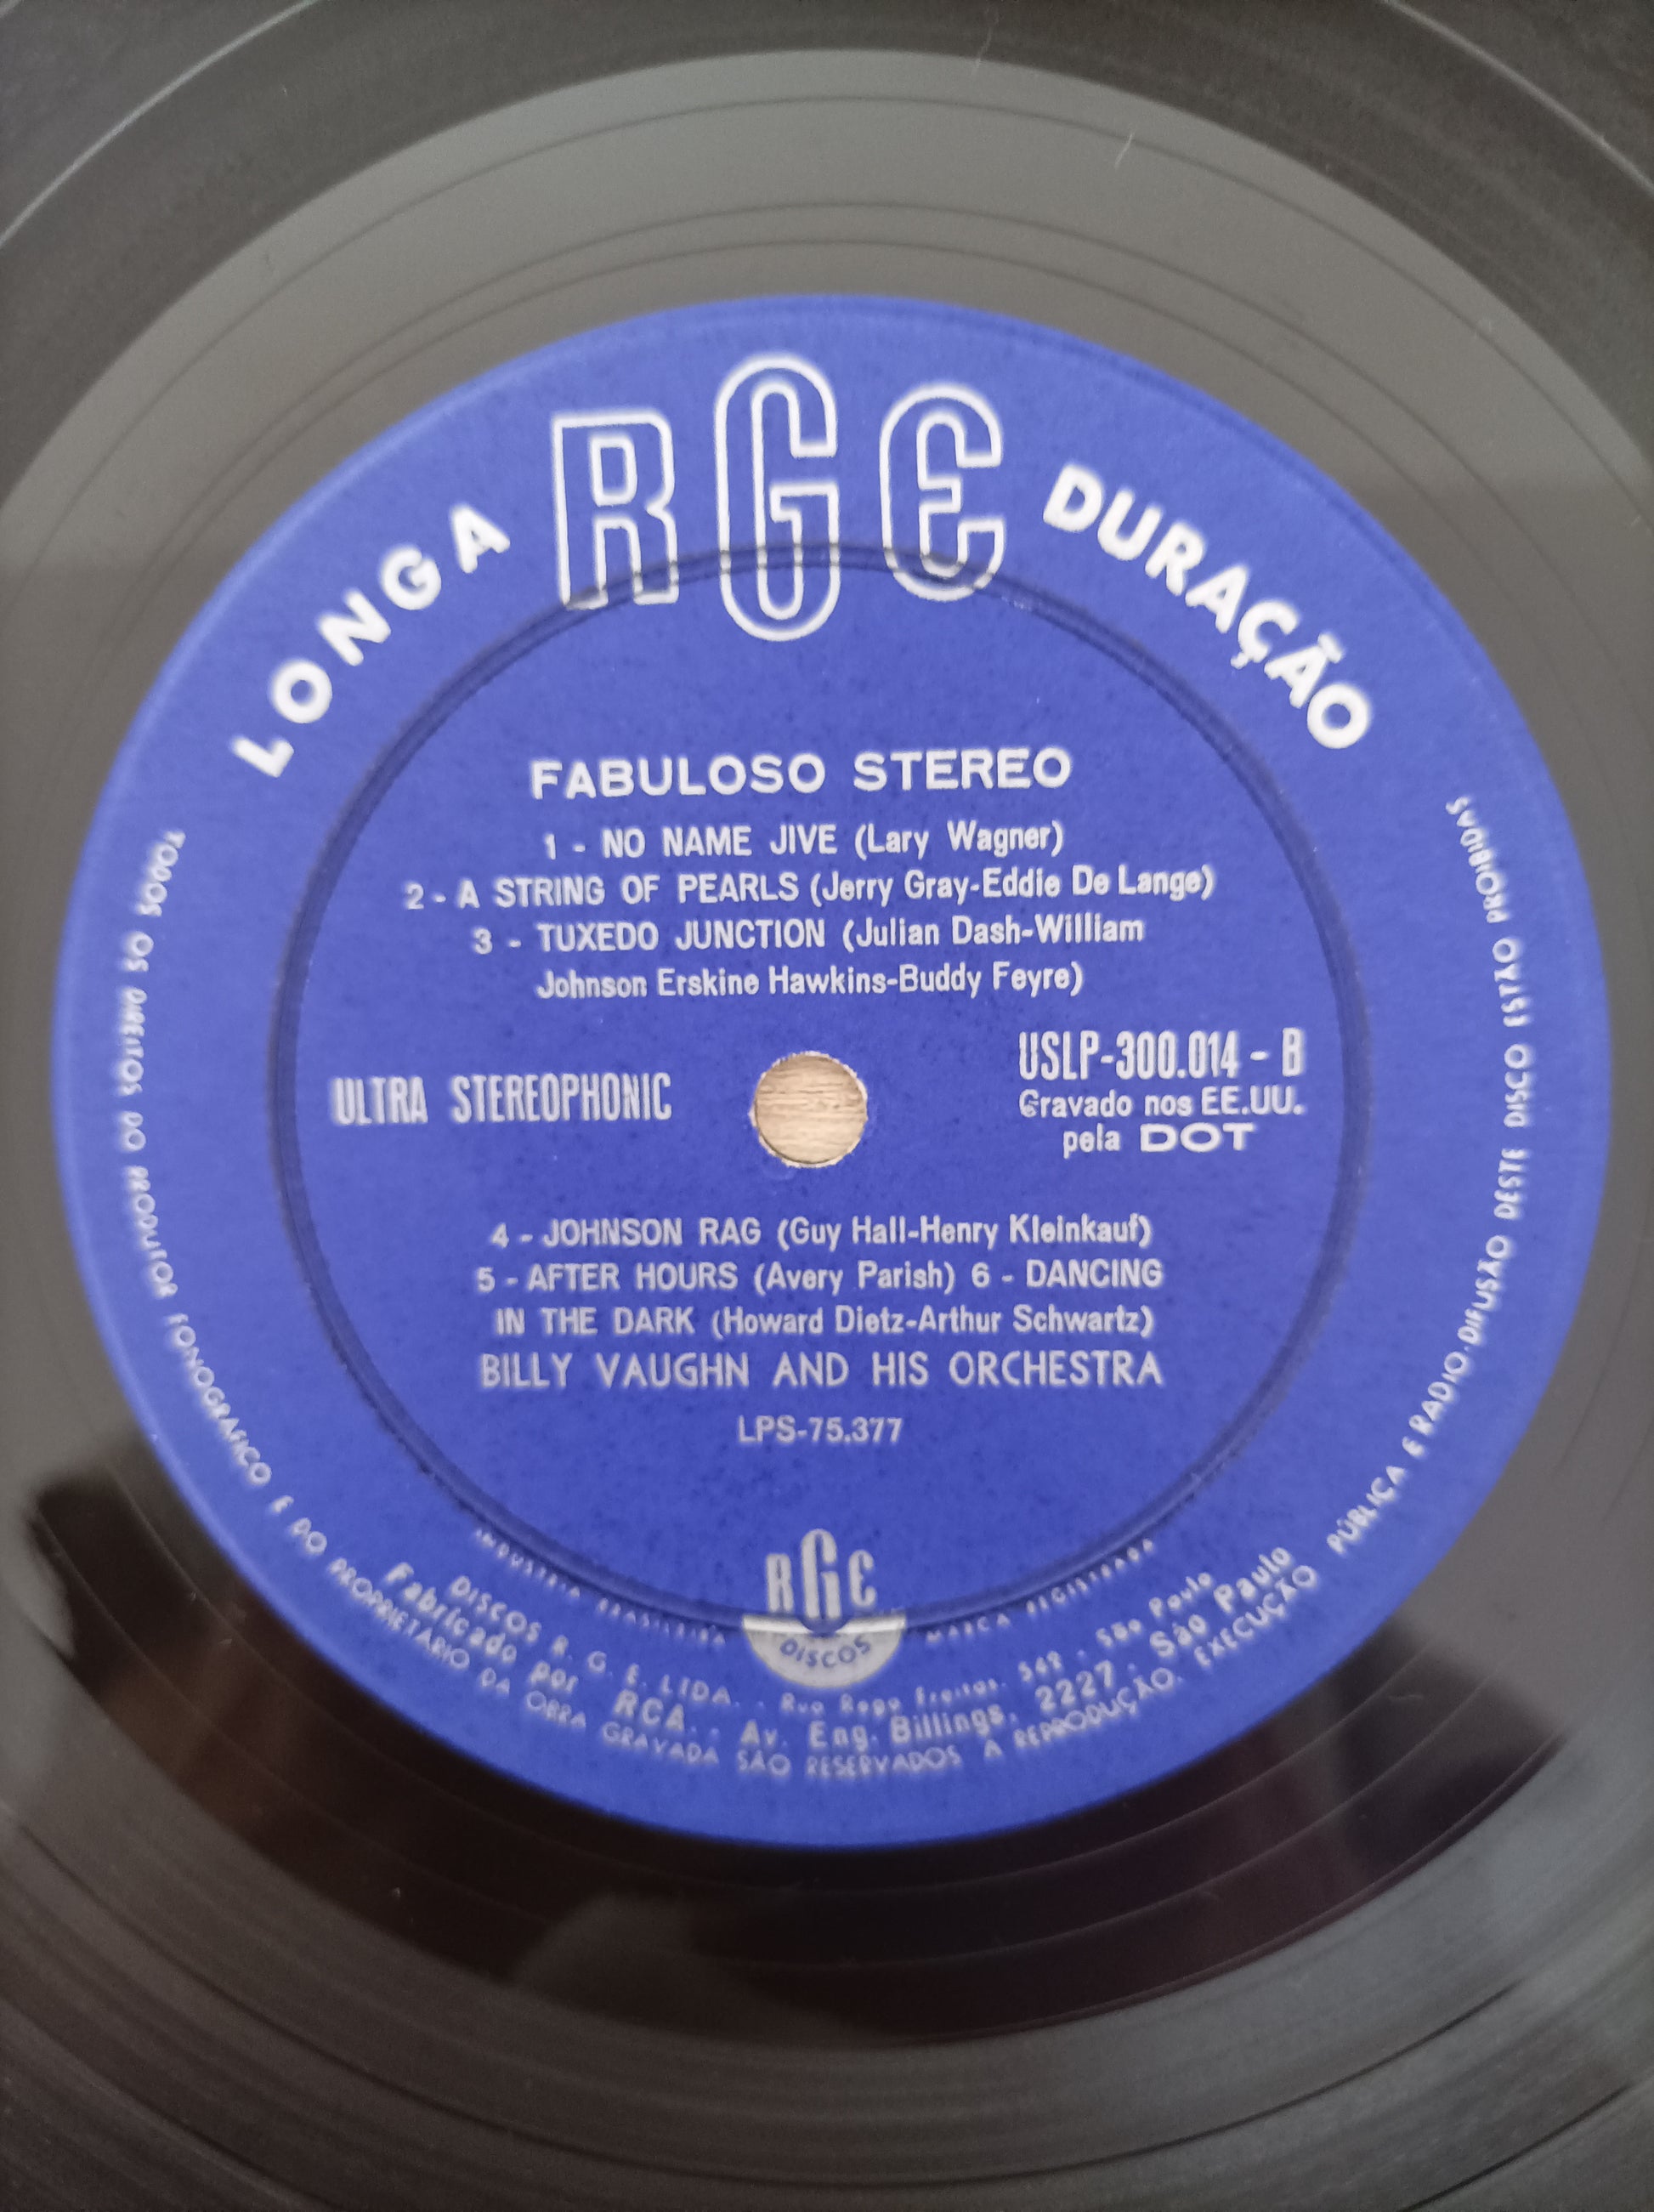 LONGA RGE DURAÇÃO
FABULOSO STEREO
1 - NO NAME JIVE (Lary Wagner)
2 - A STRING OF PEARLS (Jerry Gray-Eddie De Lange)
3 - TUXEDO JUNCTION (Julian Dash-William
Johnson Erskine Hawkins-Buddy Feyre)
ULTRA STEREOPHONIC
USLP-300.014 - B
Gravado nos EE.UU.
pela DOT
4 - JOHNSON RAG (Guy Hall-Henry Kleinkauf)
5 - AFTER HOURS (Avery Parish) 6 - DANCING
IN THE DARK (Howard Dietz-Arthur Schwartz)
BILLY VAUGHN AND HIS ORCHESTRA
LPS-75.377
RGE
DISCOS
INDUSTRIA BRASILEIRA MARCA REGISTRADA
DISCOS R. G. E. LTDA. - Rua Rego Freitas, - São Paulo
Fabricado por RCA. - Av. Eng. Billings, 2227 - São Paulo
TODOS OS DIREITOS DO PRODUTOR FONOGRAFICO E DO PROPRIETARIO DA OBRA GRAVADA SÃO RESERVADOS A REPRODUÇÃO. EXECUÇÃO PÚBLICA E RADIO-DIFUSÃO DESTE DISCO ESTÃO PROIBIDAS